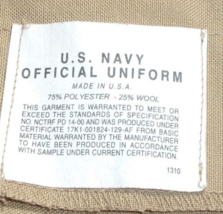 U.S. NAVY
OFFICIAL UNIFORM
MADE IN U.S.A.
75% POLYESTER - 25% WOOL
THIS GARMENT IS WARRANTED TO MEET OR
EXCEED THE STANDARDS OF SPECIFICATION
NO. NCTRF PD 14-00 AND WAS PRODUCED UNDER
CERTIFICATE 17K1-001824-129-AF FROM BASIC
MATERIAL WARRANTED BY THE MANUFACTURER
TO HAVE BEEN PRODUCED IN ACCORDANCE
WITH SAMPLE UNDER CURRENT CERTIFICATION.
1310